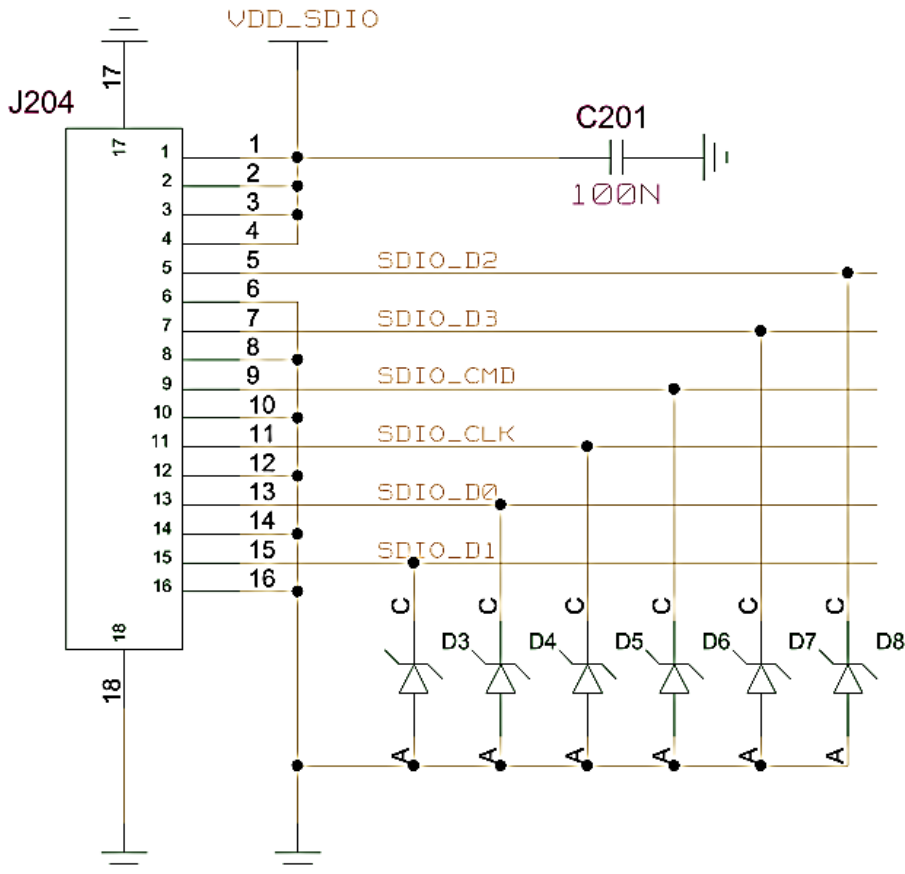 VDD_SDIO
17
J204
C201
17
1 1
2 2
100N
3 3
4 4
5 5 SDIO_D2
6 6
7 7 SDIO_D3
8 8
9 9 SDIO_CMD
10 10
11 11 SDIO_CLK
12 12
13 13 SDIO_D0
14 14
15 15 SDIO_D1
16 16
C C C C C C
18
D3 D4 D5 D6 D7 D8
18
A A A A A A